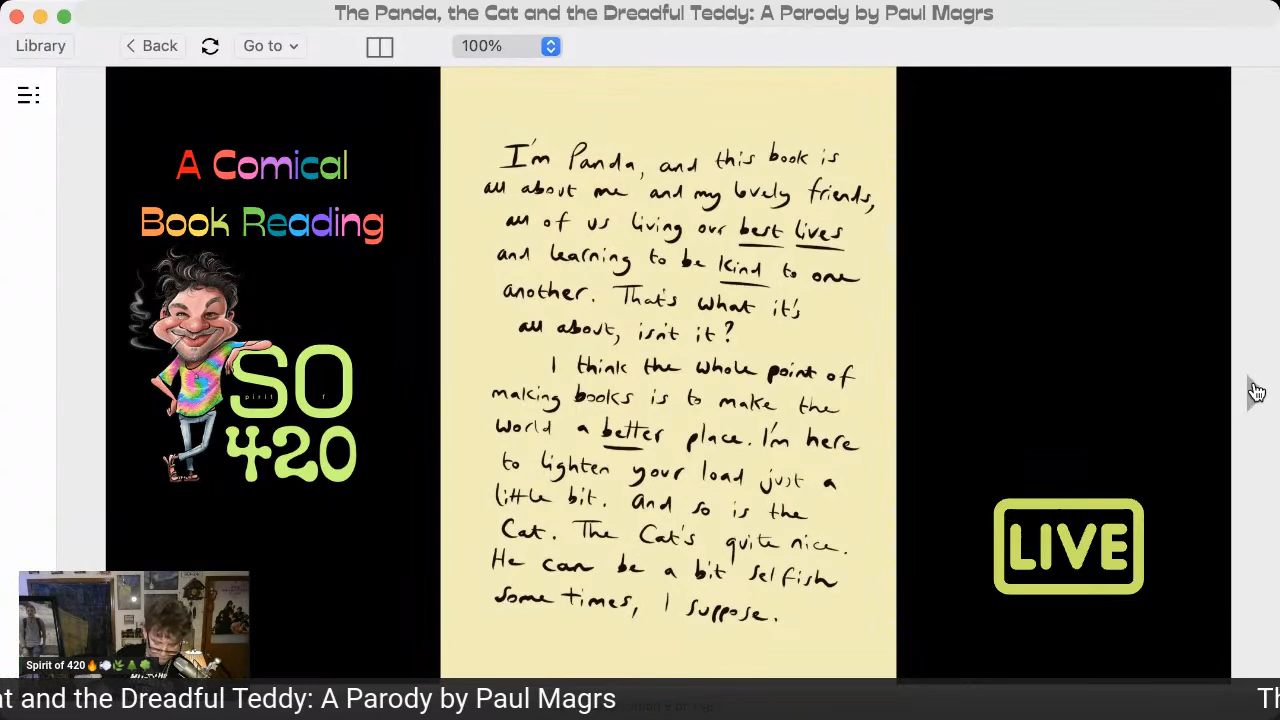 The Panda, the Cat and the Dreadful Teddy: A Parody by Paul Magrs
Library
Back
Go to
100%
A Comical
Book Reading
SO
pirit f
420
I'm Panda, and this book is
all about me and my lovely friends,
all of us living our best lives
and learning to be kind to one
another. That's what it's
all about, isn't it?
I think the whole point of
making books is to make the
world a better place. I'm here
to lighten your load just a
little bit. And so is the
Cat. The Cat's quite nice.
He can be a bit selfish
sometimes, I suppose.
LIVE
Spirit of 420
at and the Dreadful Teddy: A Parody by Paul Magrs
Th